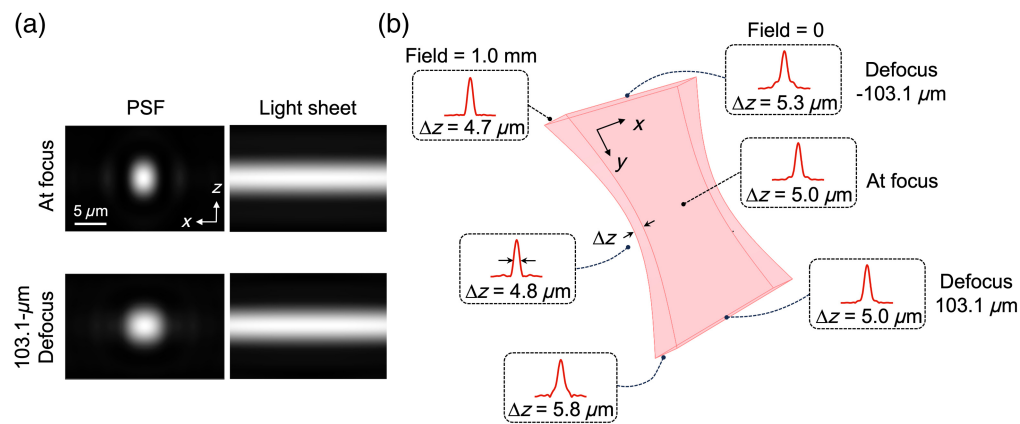 (a)
PSF
Light sheet
At focus
5 µm
z
x
103.1-µm
Defocus
(b)
Field = 1.0 mm
Δz = 4.7 µm
Field = 0
Δz = 5.3 µm
Defocus
-103.1 µm
x
y
Δz = 5.0 µm
At focus
Δz
Δz = 4.8 µm
Δz = 5.0 µm
Defocus
103.1 µm
Δz = 5.8 µm